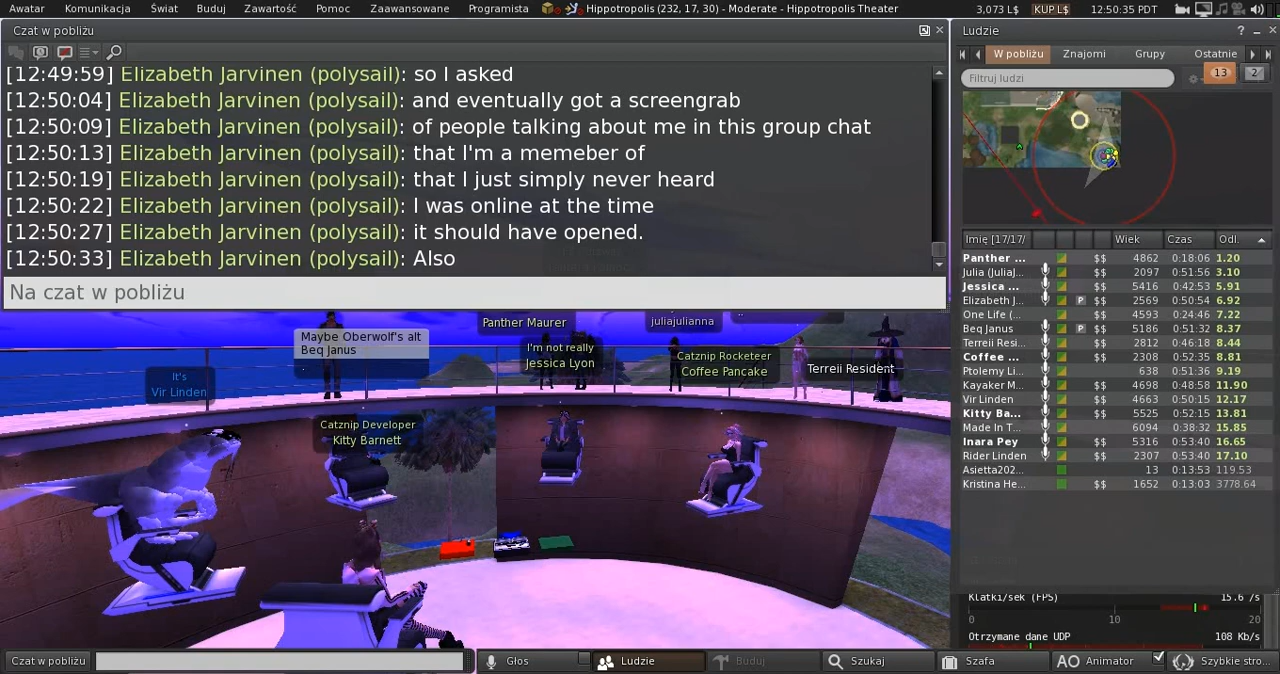 Awatar Komunikacja Świat Buduj Zawartość Pomoc Zaawansowane Programista Hippotropolis (232, 17, 30) - Moderate - Hippotropolis Theater 3,073 L$ KUP L$ 12:50:35 PDT
Czat w pobliżu
[12:49:59] Elizabeth Jarvinen (polysail): so I asked
[12:50:04] Elizabeth Jarvinen (polysail): and eventually got a screengrab
[12:50:09] Elizabeth Jarvinen (polysail): of people talking about me in this group chat
[12:50:13] Elizabeth Jarvinen (polysail): that I'm a memeber of
[12:50:19] Elizabeth Jarvinen (polysail): that I just simply never heard
[12:50:22] Elizabeth Jarvinen (polysail): I was online at the time
[12:50:27] Elizabeth Jarvinen (polysail): it should have opened.
[12:50:33] Elizabeth Jarvinen (polysail): Also
Na czat w pobliżu
Panther Maurer
juliajulianna
Maybe Oberwolf's alt
Beq Janus
I'm not really
Jessica Lyon
Catznip Rocketeer
Coffee Pancake
Terreii Resident
It's
Vir Linden
Catznip Developer
Kitty Barnett
Ludzie
W pobliżu Znajomi Grupy Ostatnie
Filtruj ludzi
13 2
Imię [17/17/ Wiek Czas Odl.
Panther ... $$ 4862 0:18:06 1.20
Julia (JuliaJ... $$ 2097 0:51:56 3.10
Jessica ... $$ 5416 0:42:53 5.91
Elizabeth J... P $$ 2569 0:50:54 6.92
One Life (... $$ 4593 0:24:46 7.22
Beq Janus P $$ 5186 0:51:32 8.37
Terreii Resi... $$ 2812 0:46:18 8.44
Coffee ... $$ 2308 0:52:35 8.81
Ptolemy Li... 638 0:51:36 9.19
Kayaker M... $$ 4698 0:48:58 11.90
Vir Linden $$ 4663 0:50:15 12.17
Kitty Ba... $$ 5525 0:52:15 13.81
Made In T... 6094 0:38:32 15.85
Inara Pey $$ 5316 0:53:40 16.65
Rider Linden $$ 2307 0:53:40 17.10
Asietta202... 13 0:13:53 119.53
Kristina He... $$ 1652 0:13:03 3778.64
Klatki/sek (FPS) 15.6 /s
0 10 20
Otrzymane dane UDP 108 Kb/s
Czat w pobliżu Głos Ludzie Buduj Szukaj Szafa AO Animator Szybkie stro...